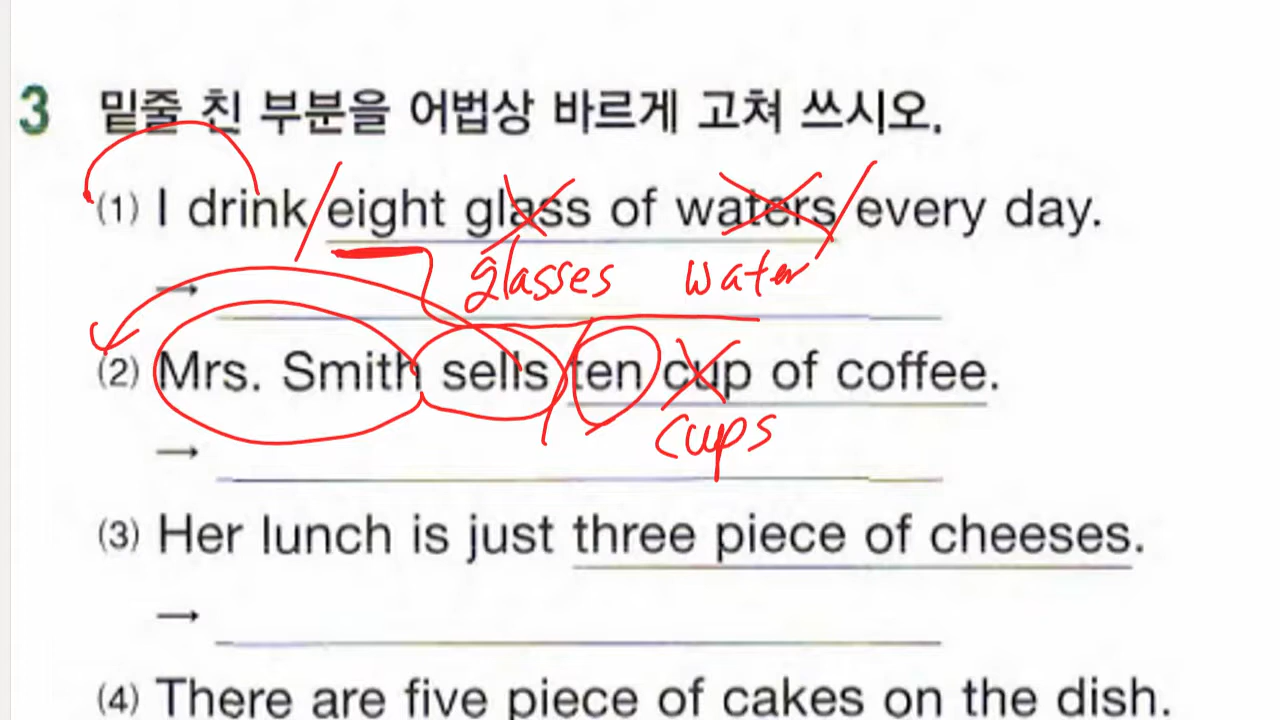 3 밑줄 친 부분을 어법상 바르게 고쳐 쓰시오.
(1) I drink eight glass of waters every day.
→ glasses water
(2) Mrs. Smith sells ten cup of coffee.
cups
→
(3) Her lunch is just three piece of cheeses.
→
(4) There are five piece of cakes on the dish.